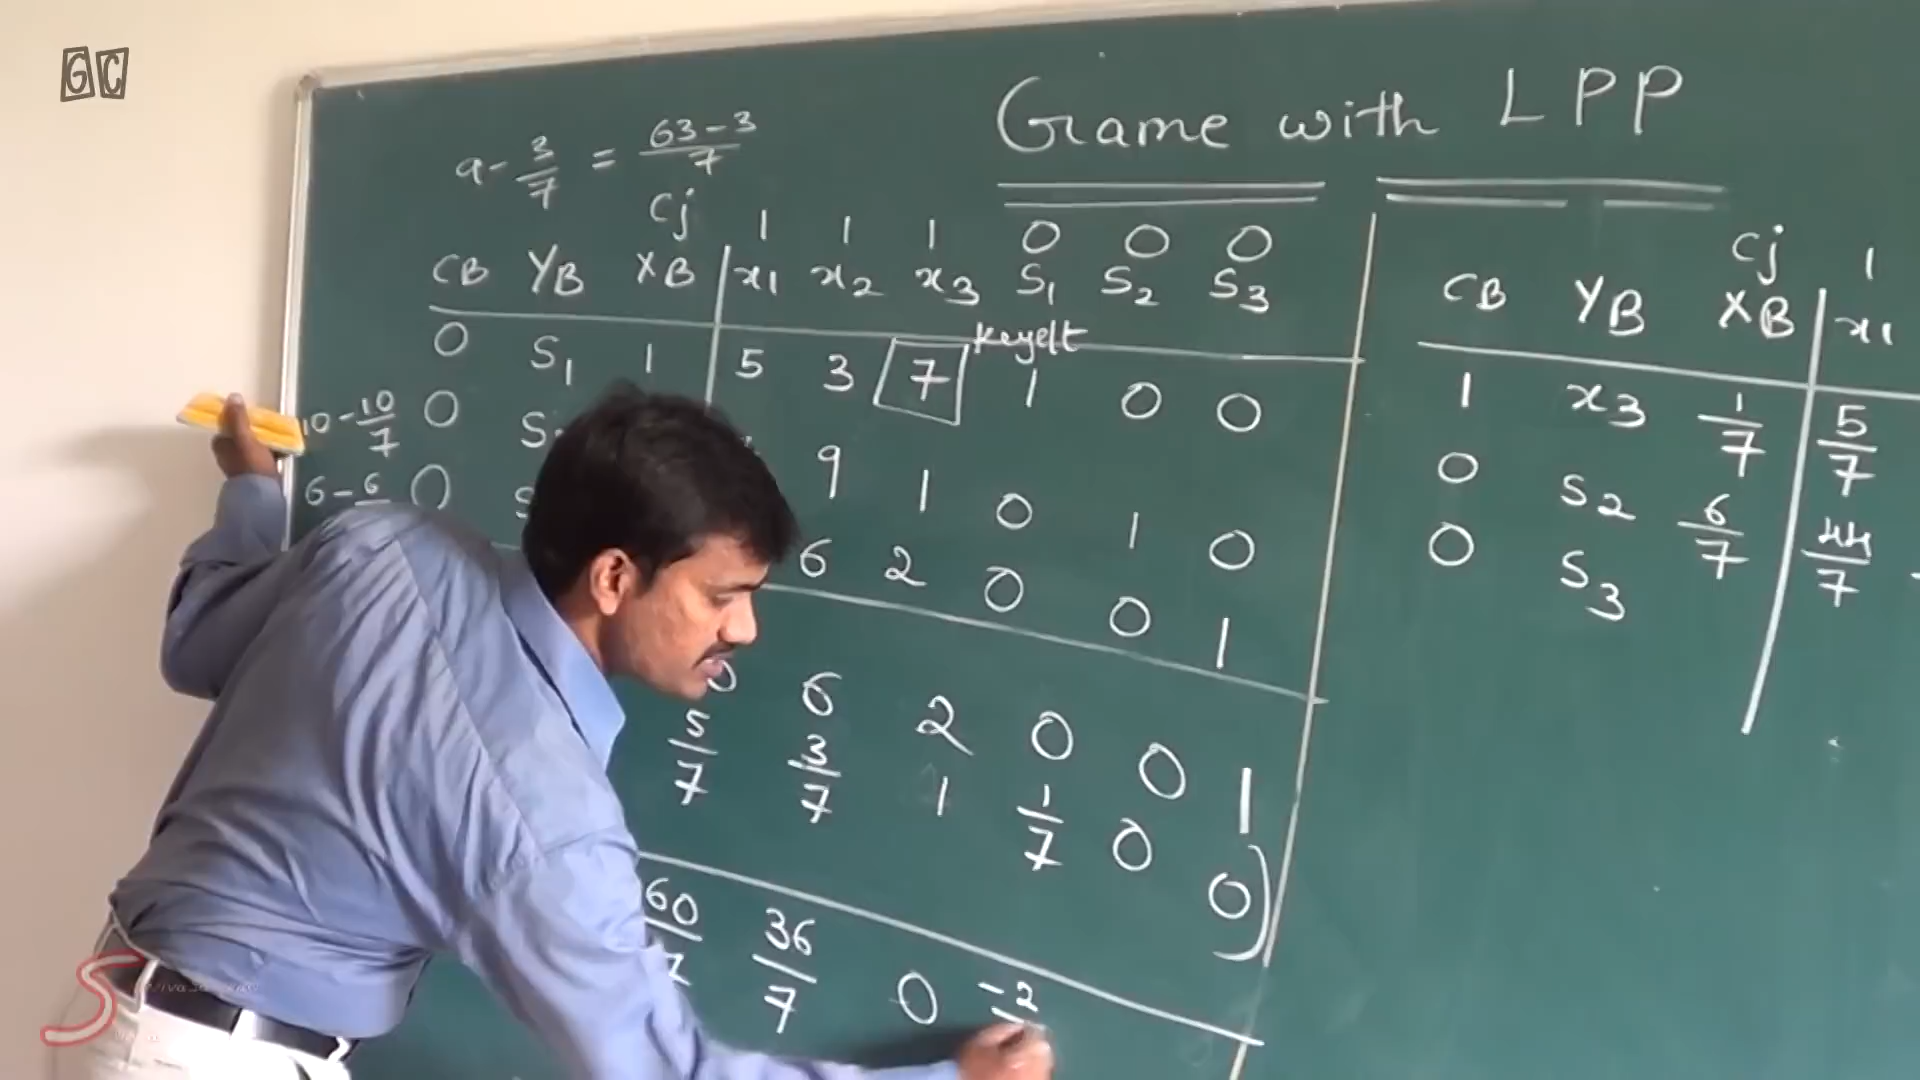 GC
Game with LPP
9 - 3/7 = (63-3)/7
Cj 1 1 1 0 0 0
CB YB XB x1 x2 x3 S1 S2 S3
Keyelt
0 S1 1 5 3 7 1 0 0
10 - 10/7 0 9 1 0 1 0
6 - 6 0 6 2 0 0 1
6 2 0 0 1
5/7 3/7 1 1/7 0 0)
60/7 36/7 0 -2
Cj 1
CB YB XB x1
1 x3 1/7 5/7
0 S2 6/7 44/7
0 S3
S